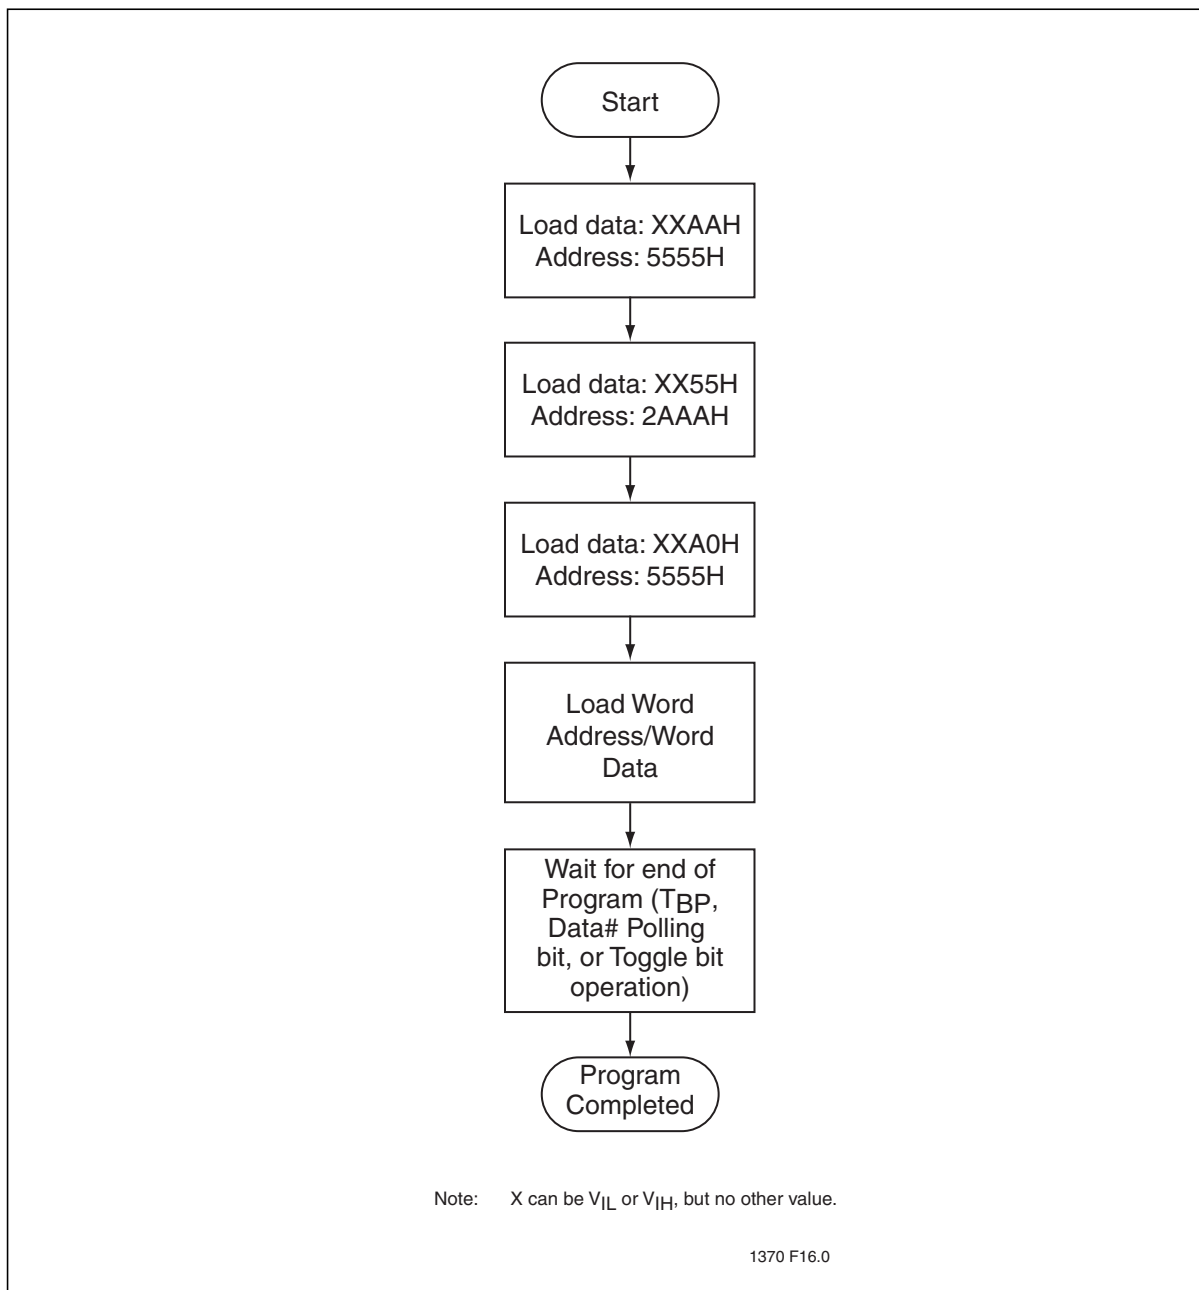 Start
Load data: XXAAH
Address: 5555H
Load data: XX55H
Address: 2AAAH
Load data: XXA0H
Address: 5555H
Load Word
Address/Word
Data
Wait for end of
Program (TBP,
Data# Polling
bit, or Toggle bit
operation)
Program
Completed
Note: X can be VIL or VIH, but no other value.
1370 F16.0